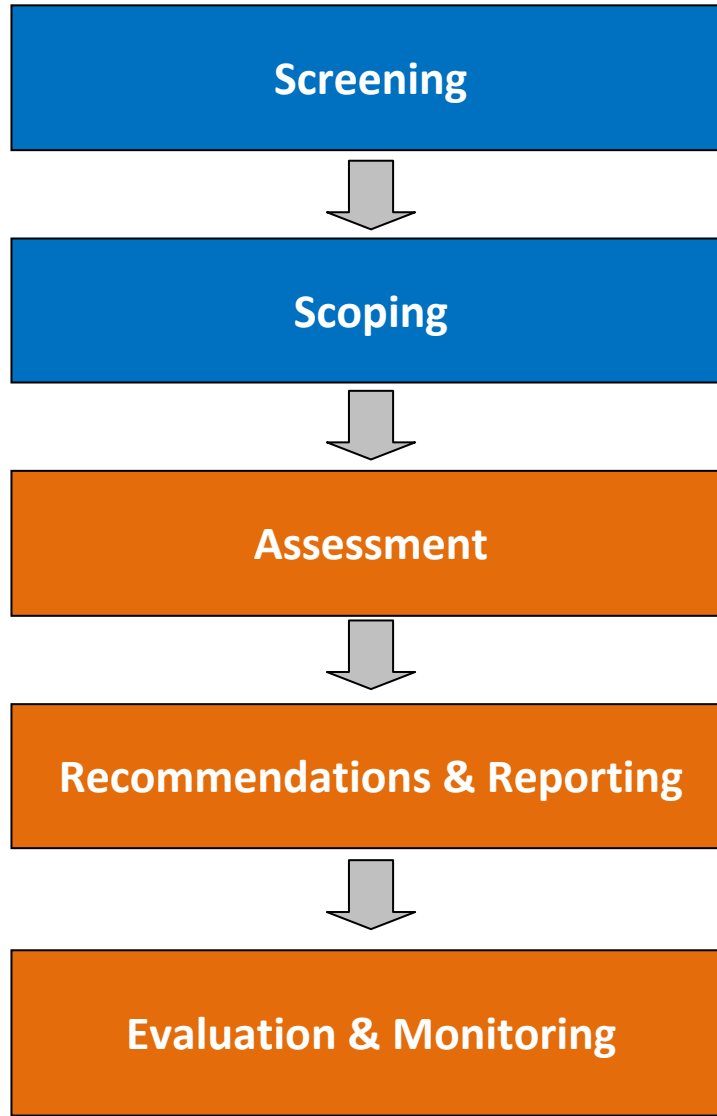 Screening
Scoping
Assessment
Recommendations & Reporting
Evaluation & Monitoring